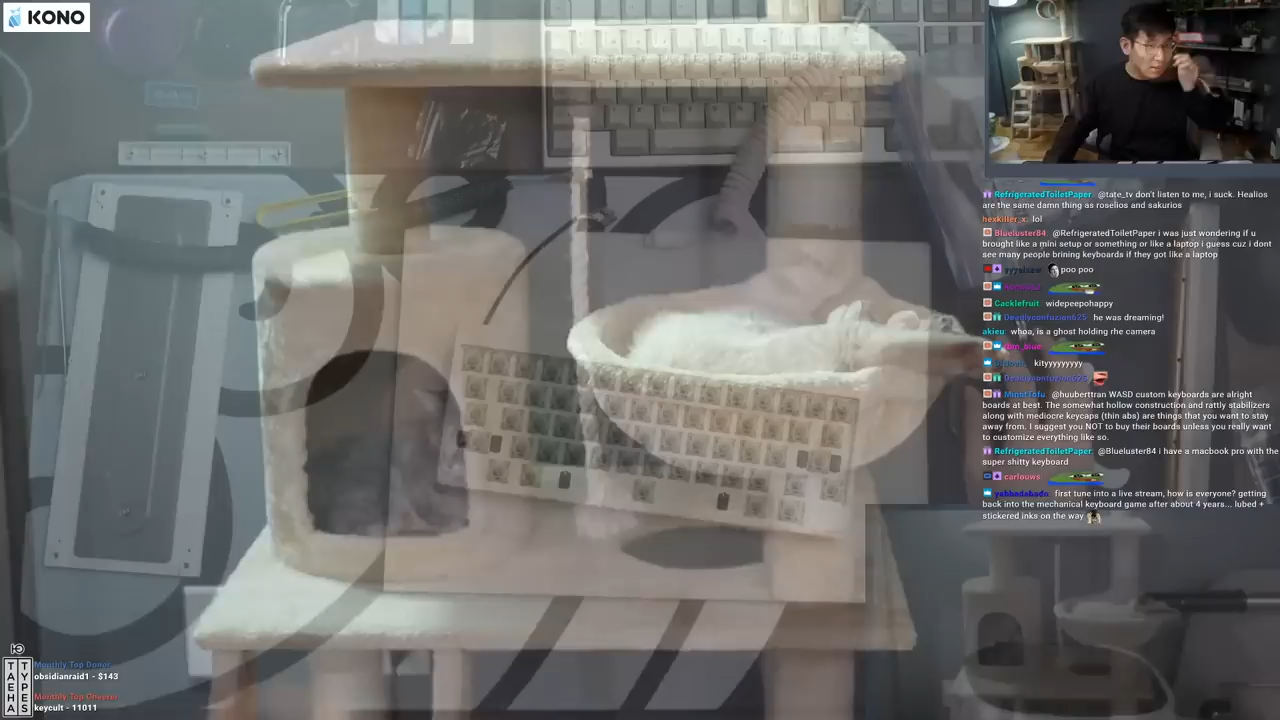 KONO
RefrigeratedToiletPaper: @tate_tv don't listen to me, i suck. Healios
are the same damn thing as roselios and sakurios
hexkiller_x: lol
Blueluster84: @RefrigeratedToiletPaper i was just wondering if u
brought like a mini setup or something or like a laptop i guess cuz i dont
see many people brining keyboards if they got like a laptop
poo poo
Cacklefruit: widepeepohappy
Deadlyconfuzion625: he was dreaming!
akieu: whoa, is a ghost holding rhe camera
kityyyyyyyyy
Deadlyconfuzion625:
MintTofu: @huuberttran WASD custom keyboards are alright
boards at best. The somewhat hollow construction and rattly stabilizers
along with mediocre keycaps (thin abs) are things that you want to stay
away from. I suggest you NOT to buy their boards unless you really want
to customize everything like so.
RefrigeratedToiletPaper: @Blueluster84 i have a macbook pro with the
super shitty keyboard
carlouws:
yabbadabado: first tune into a live stream, how is everyone? getting
back into the mechanical keyboard game after about 4 years... lubed +
stickered inks on the way
TAEHA
TYPES
Monthly Top Donor
obsidianraid1 - $143
Monthly Top Cheerer
keycult - 11011